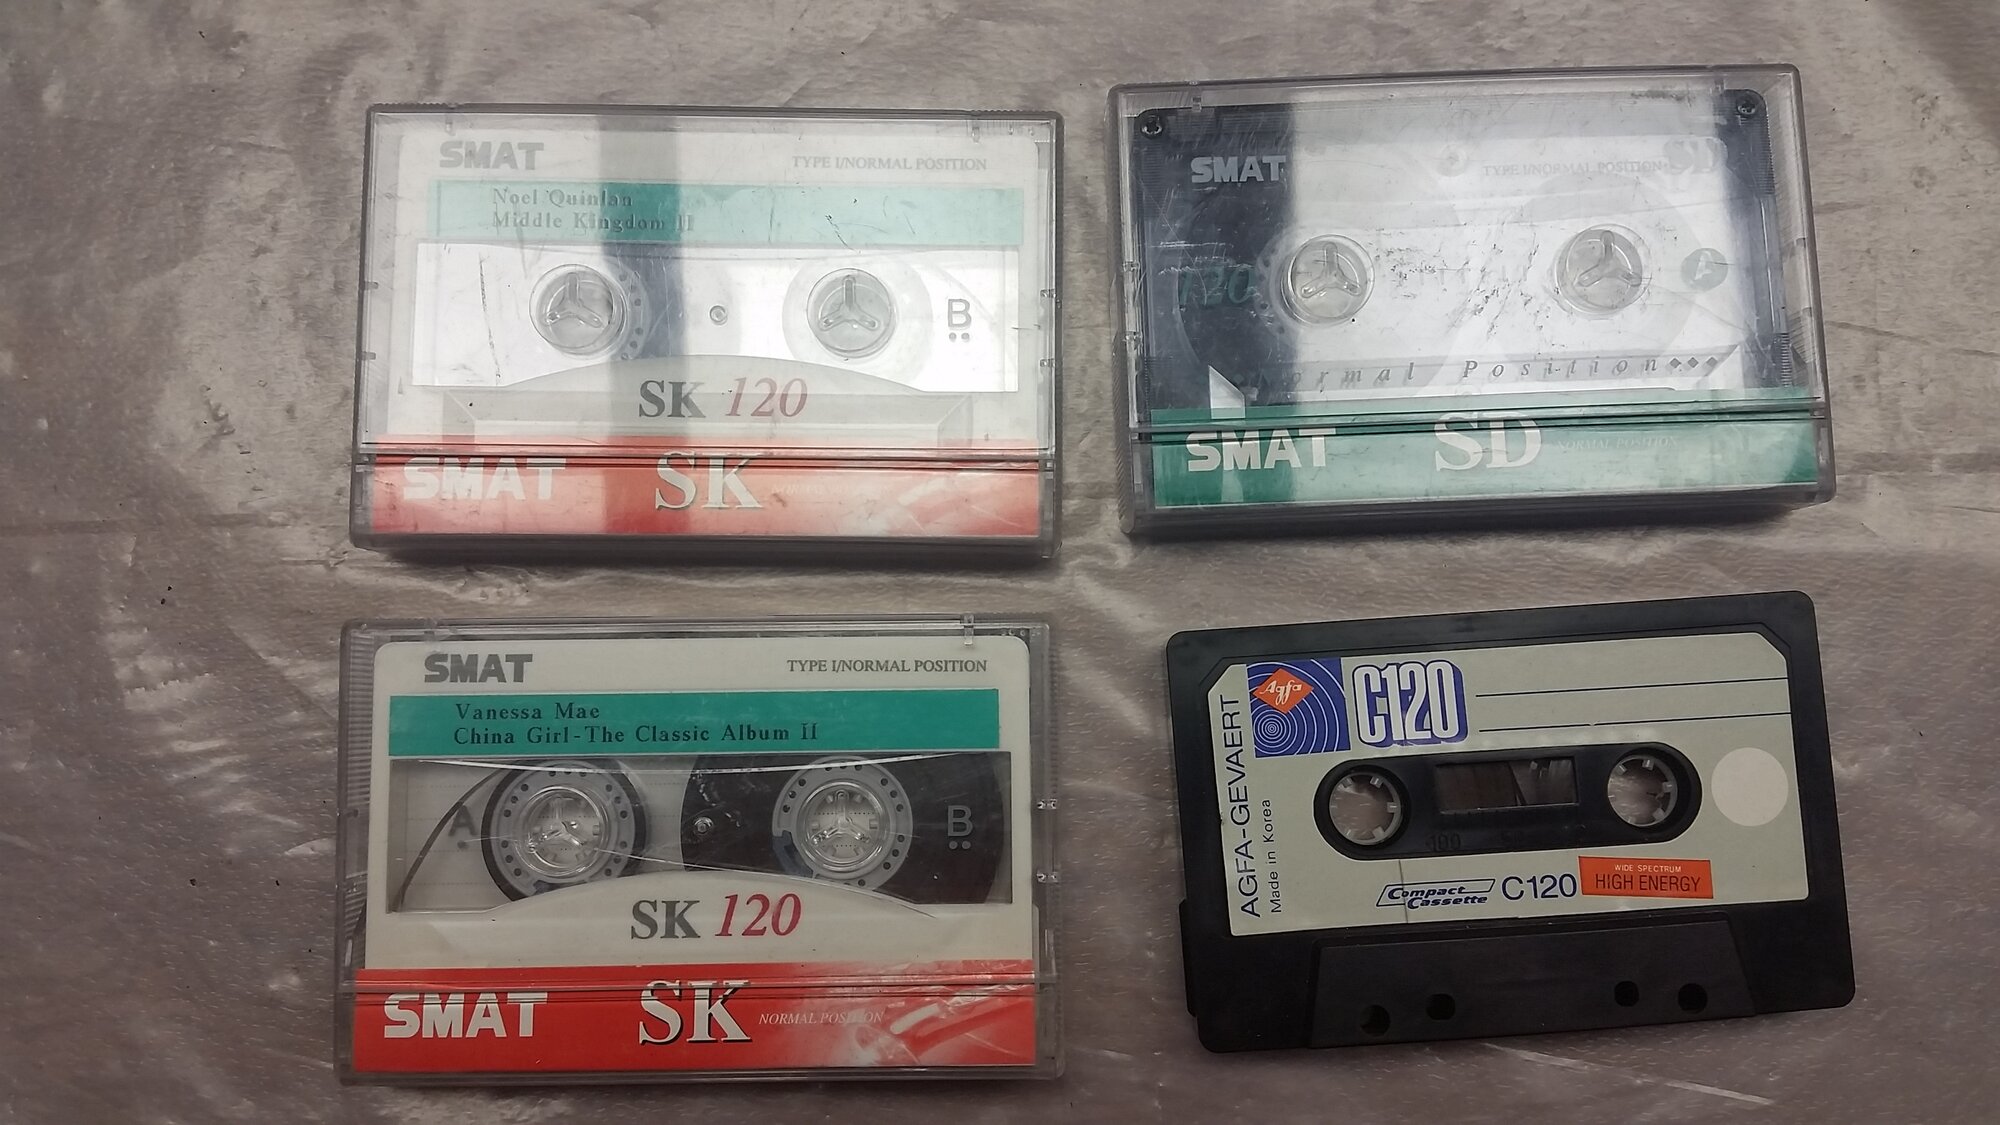 SMAT
TYPE I/NORMAL POSITION
Noel Quinlan
Middle Kingdom II
B
SK 120
SMAT SK
SMAT
TYPE I/NORMAL POSITION SD
120
A
Normal Position
SMAT SD NORMAL POSITION
SMAT
TYPE I/NORMAL POSITION
Vanessa Mae
China Girl-The Classic Album II
A
B
SK 120
SMAT SK NORMAL POSITION
Agfa
C120
AGFA-GEVAERT
Made in Korea
100
Compact
Cassette
C120
WIDE SPECTRUM
HIGH ENERGY